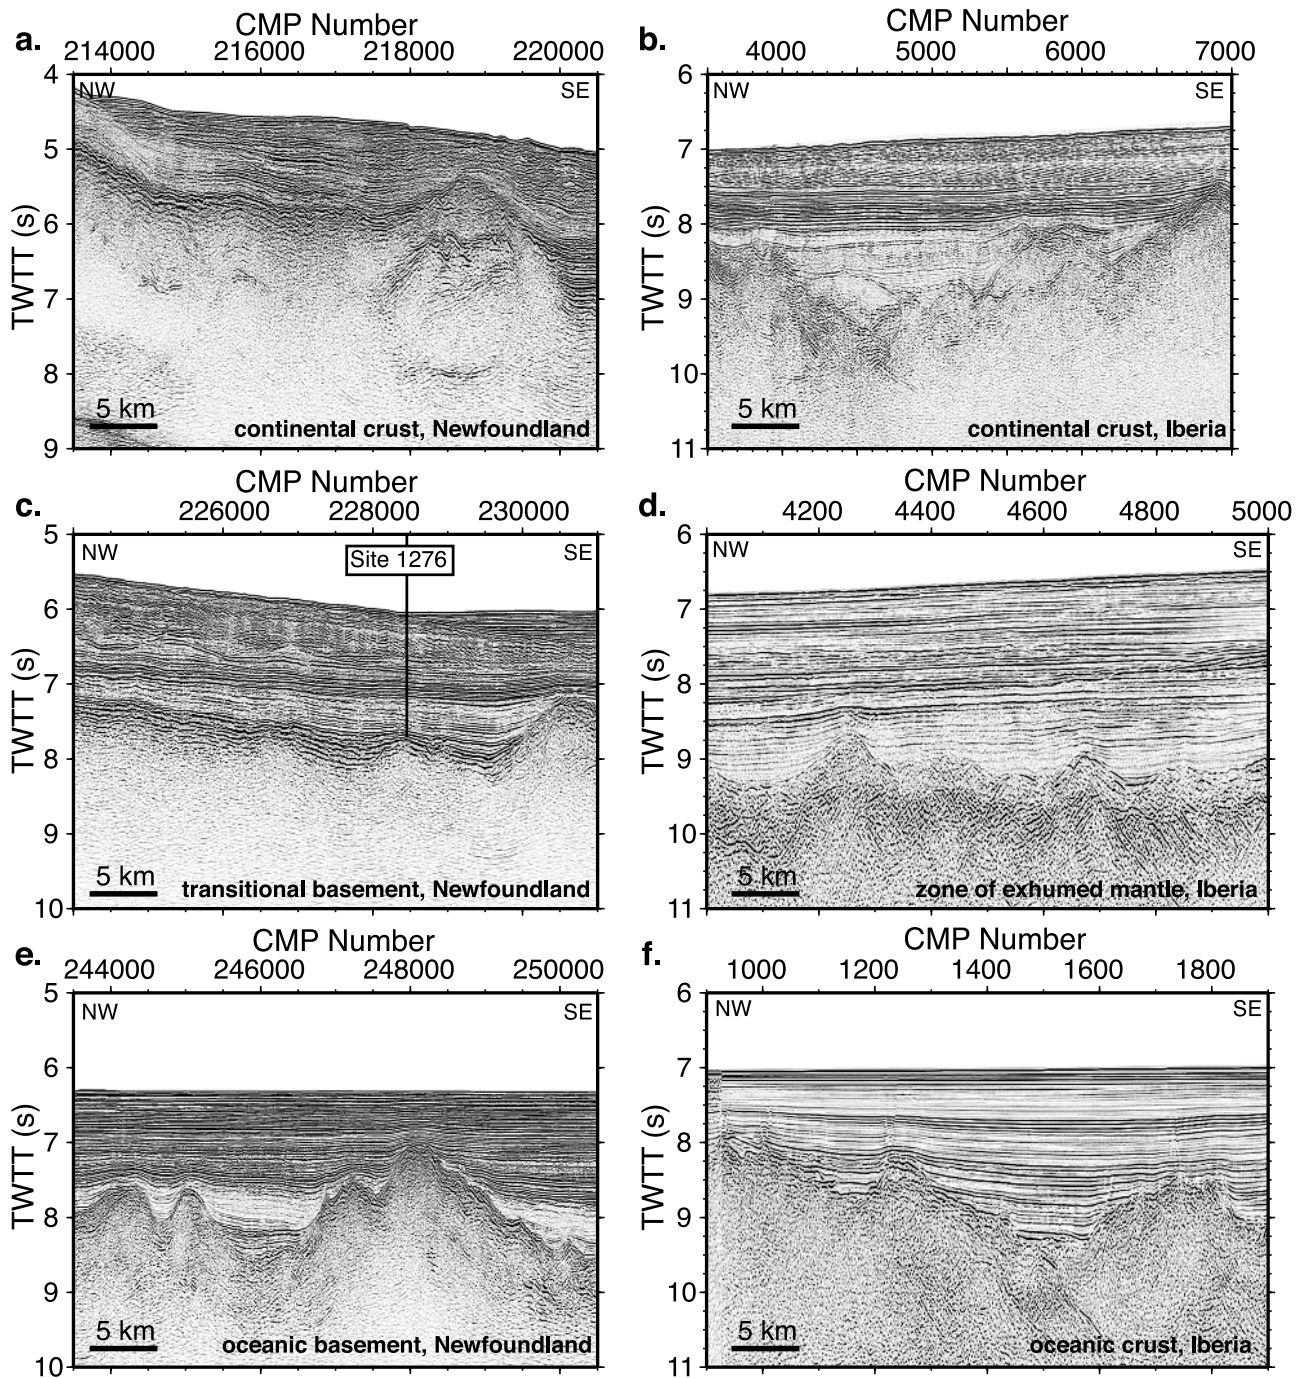 a.
CMP Number
214000 216000 218000 220000
4
5
6
7
8
9
TWTT (s)
NW SE
5 km
continental crust, Newfoundland
b.
CMP Number
4000 5000 6000 7000
6
7
8
9
10
11
TWTT (s)
NW SE
5 km
continental crust, Iberia
c.
CMP Number
226000 228000 230000
5
6
7
8
9
10
TWTT (s)
NW SE
Site 1276
5 km
transitional basement, Newfoundland
d.
CMP Number
4200 4400 4600 4800 5000
6
7
8
9
10
11
TWTT (s)
NW SE
5 km
zone of exhumed mantle, Iberia
e.
CMP Number
244000 246000 248000 250000
5
6
7
8
9
10
TWTT (s)
NW SE
5 km
oceanic basement, Newfoundland
f.
CMP Number
1000 1200 1400 1600 1800
6
7
8
9
10
11
TWTT (s)
NW SE
5 km
oceanic crust, Iberia